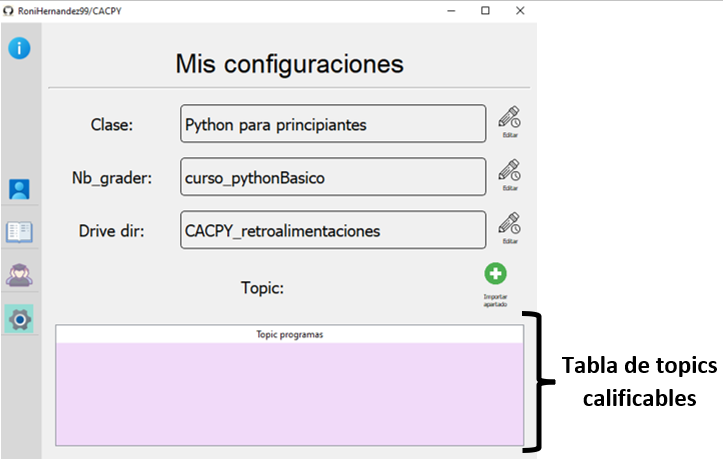 RoniHernandez99/CACPY
Mis configuraciones
Clase:
Python para principiantes
Editar
Nb_grader:
curso_pythonBasico
Editar
Drive dir:
CACPY_retroalimentaciones
Editar
Topic:
Importar
apartado
Topic programas
Tabla de topics
calificables